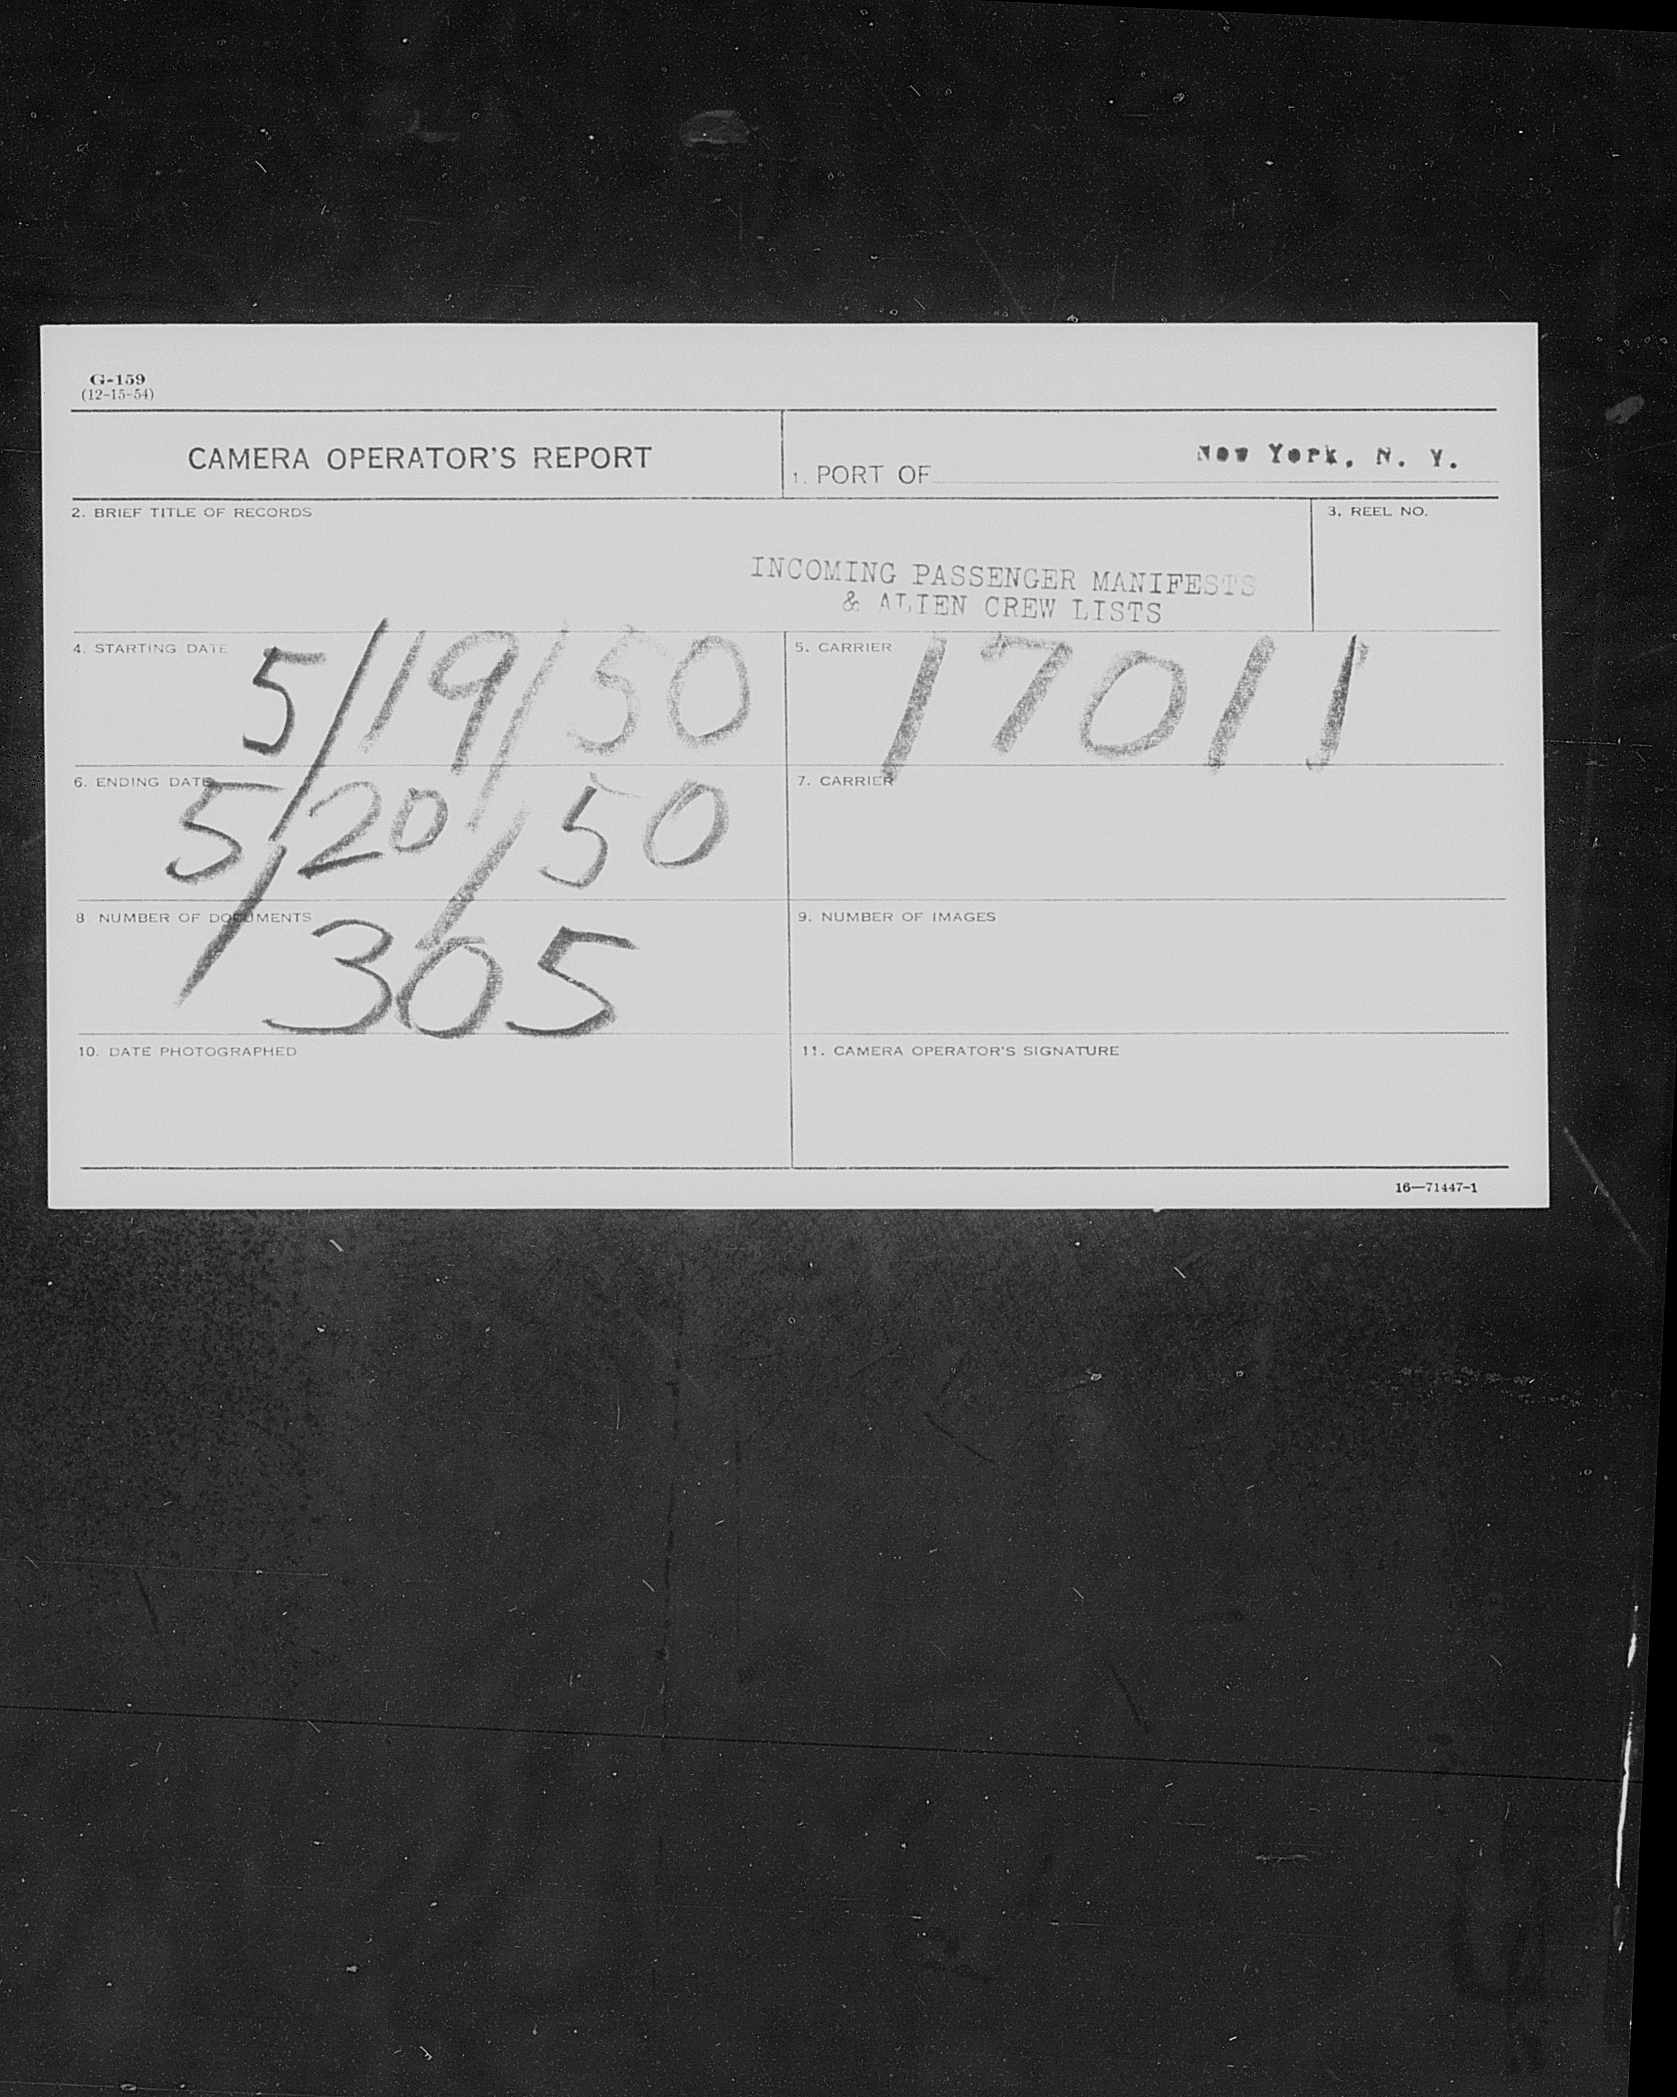 G-159
(12-15-54)
CAMERA OPERATOR'S REPORT
1. PORT OF New York, N. Y.
2. BRIEF TITLE OF RECORDS
3. REEL NO.
INCOMING PASSENGER MANIFESTS
& ALIEN CREW LISTS
4. STARTING DATE 5/19/50
5. CARRIER 17011
6. ENDING DATE 5/20/50
7. CARRIER
8 NUMBER OF DOCUMENTS 305
9. NUMBER OF IMAGES
10. DATE PHOTOGRAPHED
11. CAMERA OPERATOR'S SIGNATURE
16—71447-1